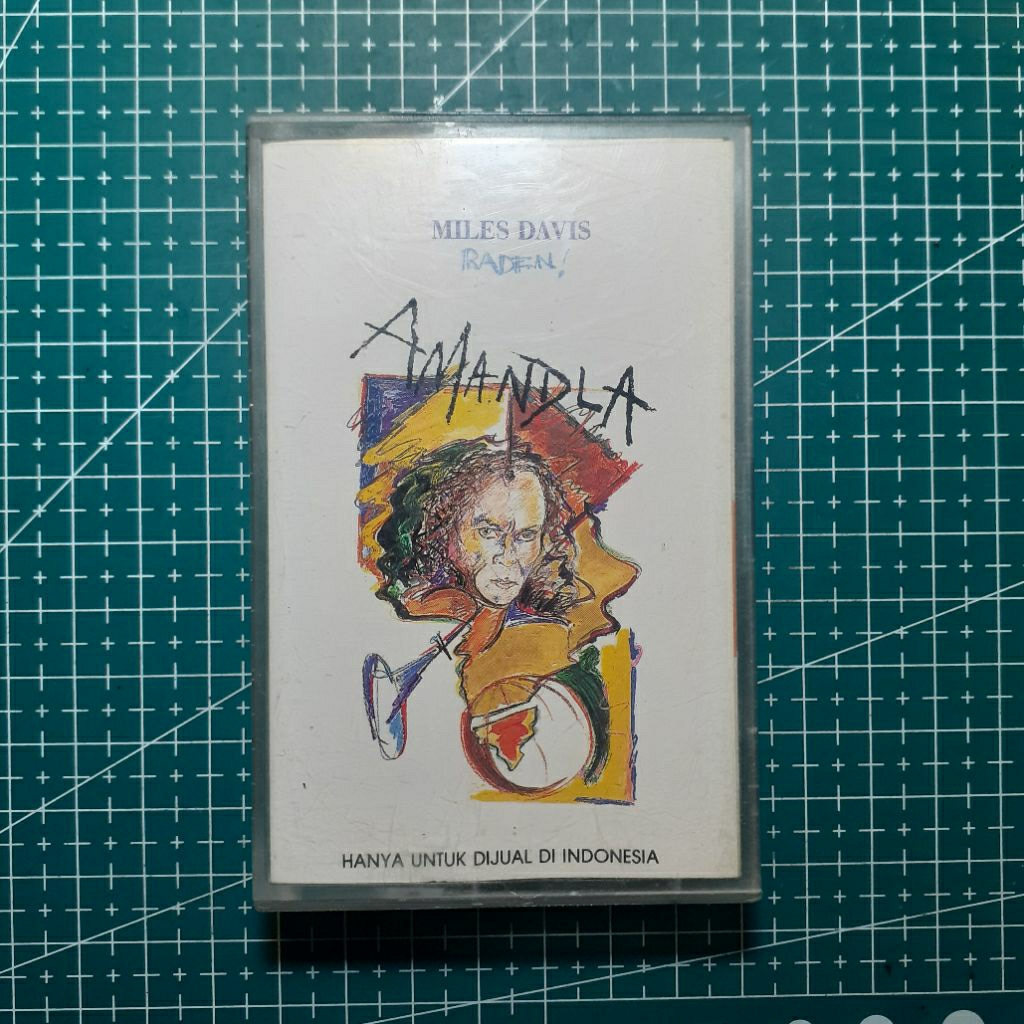 MILES DAVIS
RADEN!
AMANDLA
HANYA UNTUK DIJUAL DI INDONESIA